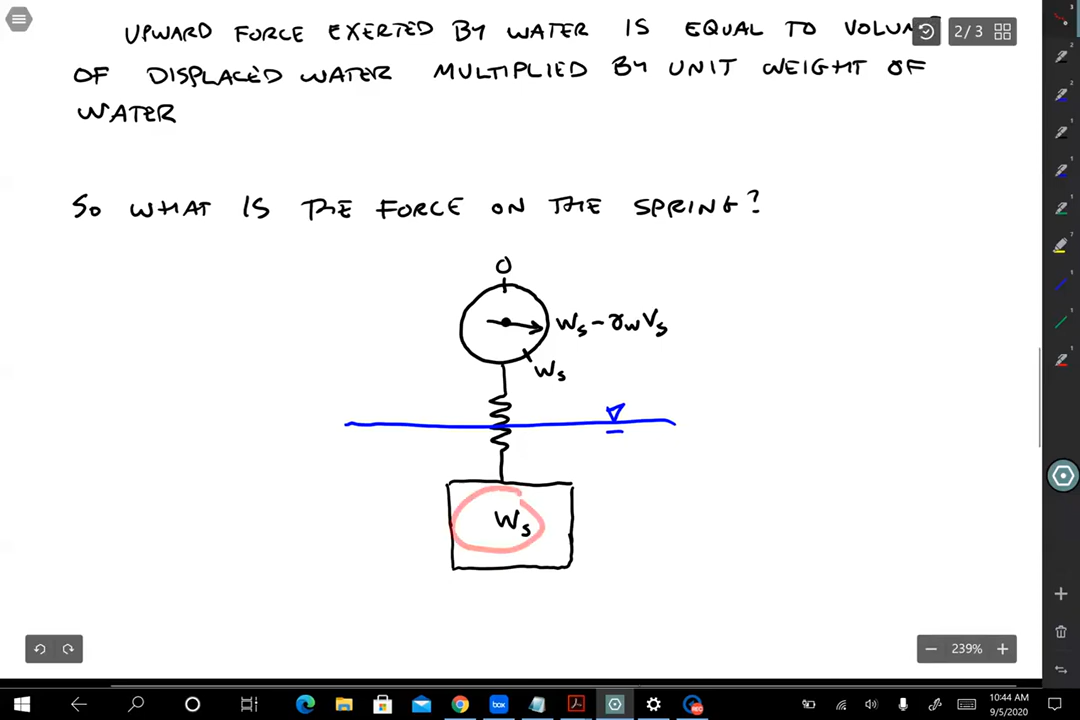 UPWARD FORCE EXERTED BY WATER IS EQUAL TO
2/3
OF DISPLACED WATER MULTIPLIED BY UNIT WEIGHT OF
WATER
SO WHAT IS THE FORCE ON THE SPRING?
0
Ws - γwVs
Ws
Ws
239%
box
REC
10:44 AM
9/5/2020